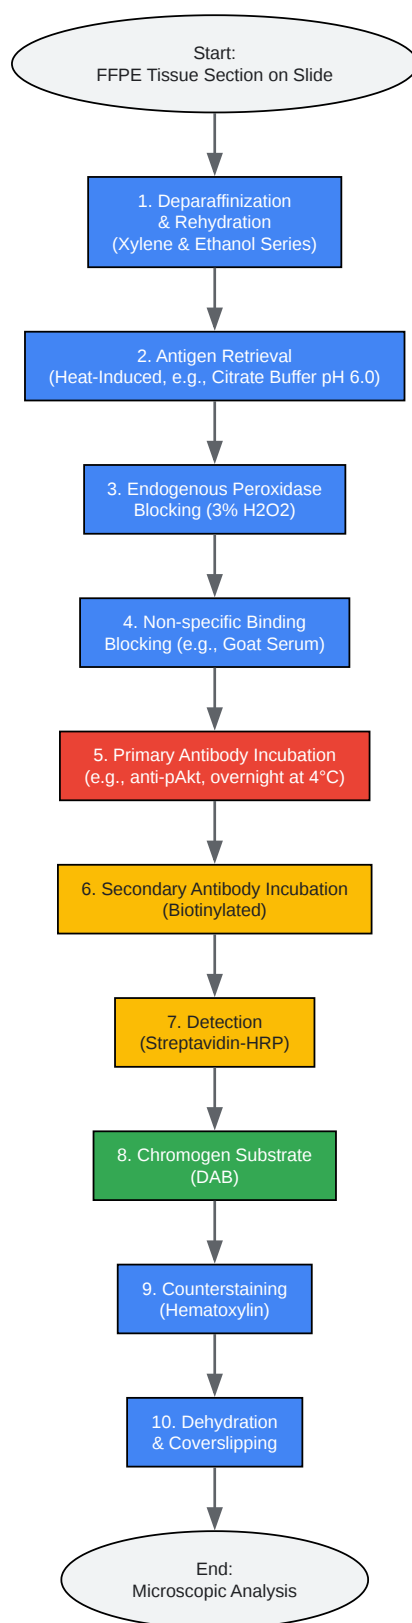 Start:
FFPE Tissue Section on Slide
1. Deparaffinization
& Rehydration
(Xylene & Ethanol Series)
2. Antigen Retrieval
(Heat-Induced, e.g., Citrate Buffer pH 6.0)
3. Endogenous Peroxidase
Blocking (3% H2O2)
4. Non-specific Binding
Blocking (e.g., Goat Serum)
5. Primary Antibody Incubation
(e.g., anti-pAkt, overnight at 4°C)
6. Secondary Antibody Incubation
(Biotinylated)
7. Detection
(Streptavidin-HRP)
8. Chromogen Substrate
(DAB)
9. Counterstaining
(Hematoxylin)
10. Dehydration
& Coverslipping
End:
Microscopic Analysis